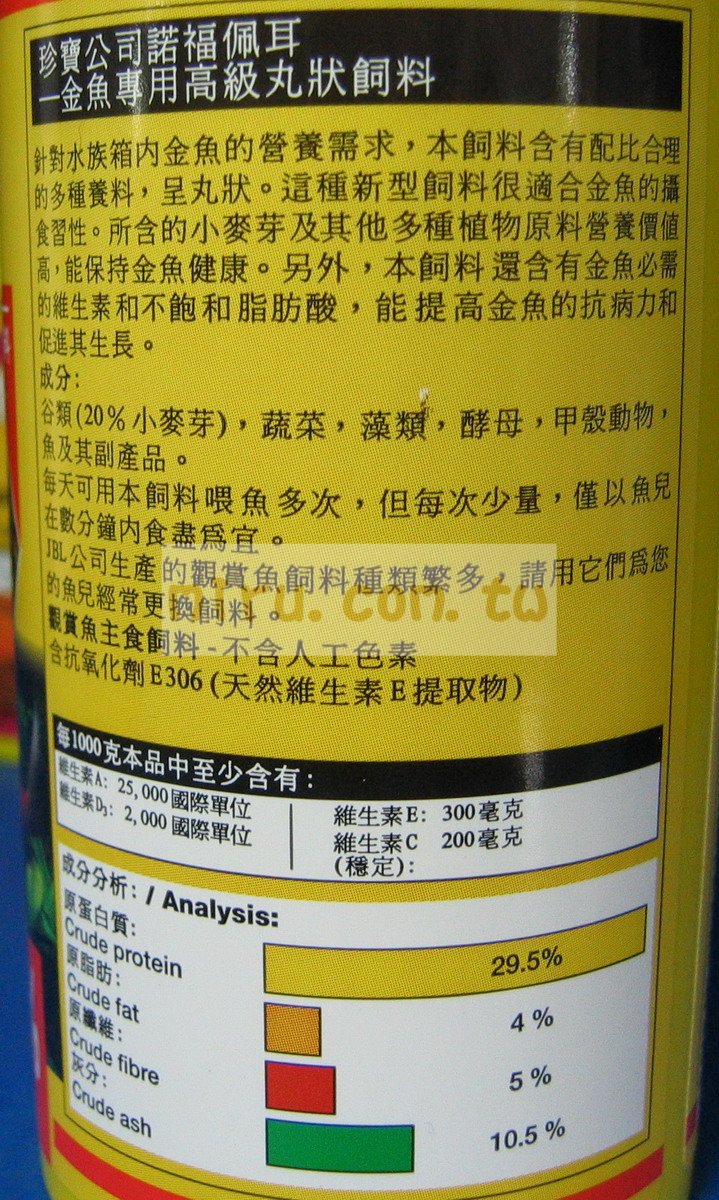 珍寶公司諾福佩耳
—金魚專用高級丸狀飼料
針對水族箱内金魚的營養需求，本飼料含有配比合理
的多種養料，呈丸狀。這種新型飼料很適合金魚的攝
食習性。所含的小麥芽及其他多種植物原料營養價值
高，能保持金魚健康。另外，本飼料還含有金魚必需
的維生素和不飽和脂肪酸，能提高金魚的抗病力和
促進其生長。
成分：
谷類(20%小麥芽)，蔬菜，藻類，酵母，甲殼動物，
魚及其副產品。
每天可用本飼料喂魚多次，但每次少量，僅以魚兒
在數分鐘内食盡爲宜。
JBL公司生產的觀賞魚飼料種類繁多，請用它們爲您
的魚兒經常更換飼料。
niru.com.tw
觀賞魚主食飼料-不含人工色素
含抗氧化劑E306(天然維生素E提取物)
每1000克本品中至少含有：
維生素A: 25,000國際單位
維生素D3: 2,000國際單位
維生素E: 300毫克
維生素C 200毫克
(穩定):
成分分析: / Analysis:
原蛋白質:
Crude protein 29.5%
原脂肪:
Crude fat 4%
原纖維:
Crude fibre 5%
灰分:
Crude ash 10.5%